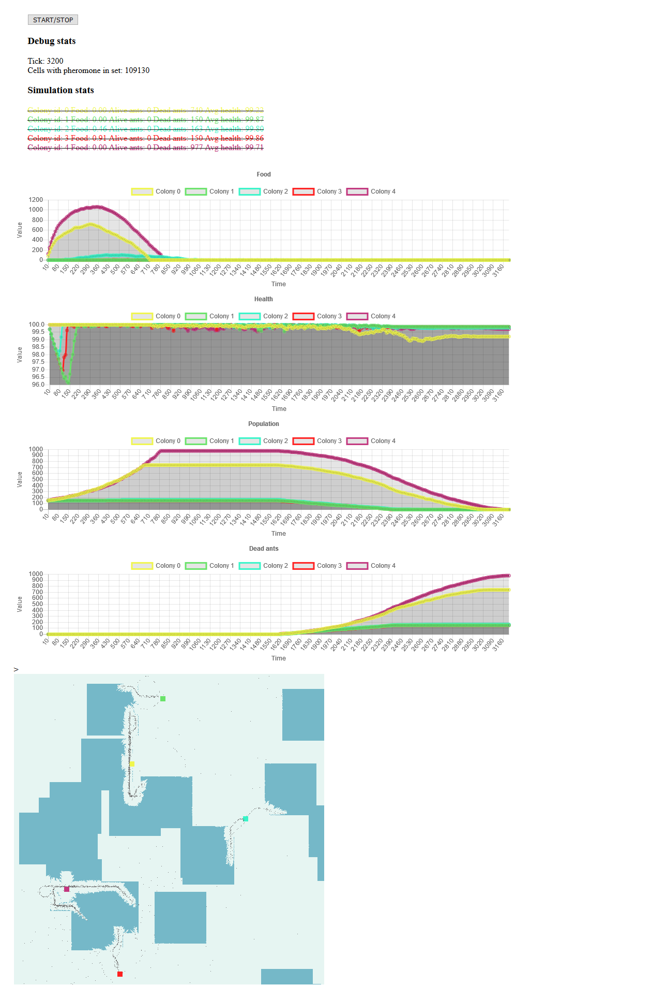 START/STOP
Debug stats
Tick: 3200
Cells with pheromone in set: 109130
Simulation stats
Colony id: 0 Food: 0.00 Alive ants: 0 Dead ants: 740 Avg health: 99.23
Colony id: 1 Food: 0.00 Alive ants: 0 Dead ants: 150 Avg health: 99.87
Colony id: 2 Food: 0.46 Alive ants: 0 Dead ants: 163 Avg health: 99.80
Colony id: 3 Food: 0.91 Alive ants: 0 Dead ants: 150 Avg health: 99.86
Colony id: 4 Food: 0.00 Alive ants: 0 Dead ants: 977 Avg health: 99.71
Food
Colony 0 Colony 1 Colony 2 Colony 3 Colony 4
1200
1000
800
600
400
200
0
Value
10 80 150 220 290 360 430 500 570 640 710 780 850 920 990 1060 1130 1200 1270 1340 1410 1480 1550 1620 1690 1760 1830 1900 1970 2040 2110 2180 2250 2320 2390 2460 2530 2600 2670 2740 2810 2880 2950 3020 3090 3160
Time
Health
Colony 0 Colony 1 Colony 2 Colony 3 Colony 4
100.0
99.5
99.0
98.5
98.0
97.5
97.0
96.5
96.0
Value
10 80 150 220 290 360 430 500 570 640 710 780 850 920 990 1060 1130 1200 1270 1340 1410 1480 1550 1620 1690 1760 1830 1900 1970 2040 2110 2180 2250 2320 2390 2460 2530 2600 2670 2740 2810 2880 2950 3020 3090 3160
Time
Population
Colony 0 Colony 1 Colony 2 Colony 3 Colony 4
1000
900
800
700
600
500
400
300
200
100
0
Value
10 80 150 220 290 360 430 500 570 640 710 780 850 920 990 1060 1130 1200 1270 1340 1410 1480 1550 1620 1690 1760 1830 1900 1970 2040 2110 2180 2250 2320 2390 2460 2530 2600 2670 2740 2810 2880 2950 3020 3090 3160
Time
Dead ants
Colony 0 Colony 1 Colony 2 Colony 3 Colony 4
1000
900
800
700
600
500
400
300
200
100
0
Value
10 80 150 220 290 360 430 500 570 640 710 780 850 920 990 1060 1130 1200 1270 1340 1410 1480 1550 1620 1690 1760 1830 1900 1970 2040 2110 2180 2250 2320 2390 2460 2530 2600 2670 2740 2810 2880 2950 3020 3090 3160
Time
>